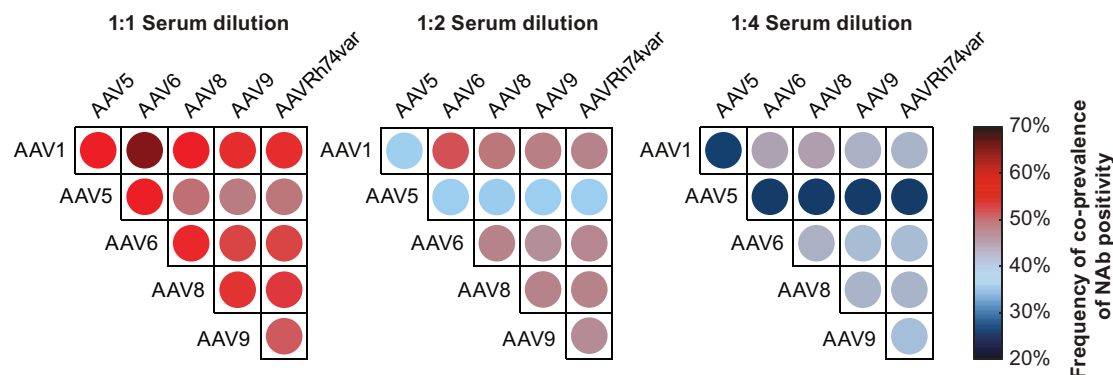 1:1 Serum dilution
AAV5 AAV6 AAV8 AAV9 AAVRh74var
AAV1
AAV5
AAV6
AAV8
AAV9
1:2 Serum dilution
AAV5 AAV6 AAV8 AAV9 AAVRh74var
AAV1
AAV5
AAV6
AAV8
AAV9
1:4 Serum dilution
AAV5 AAV6 AAV8 AAV9 AAVRh74var
AAV1
AAV5
AAV6
AAV8
AAV9
70%
60%
50%
40%
30%
20%
Frequency of co-prevalence
of NAb positivity